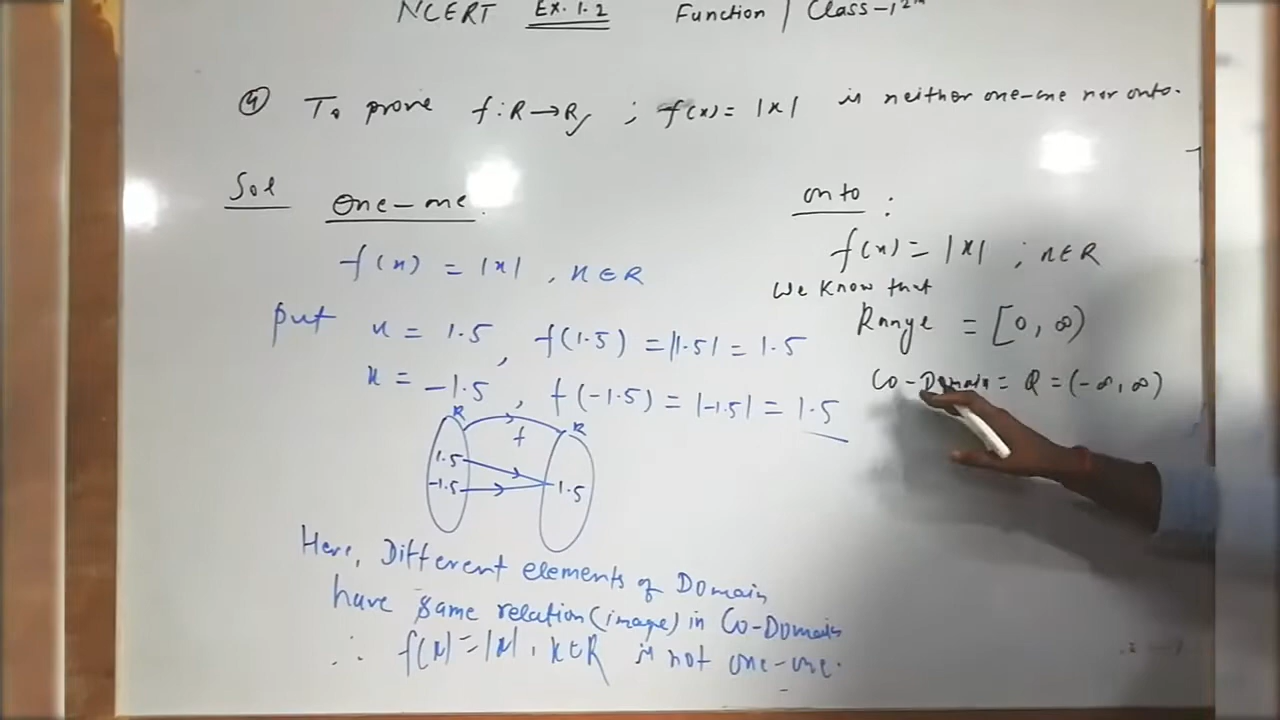 NCERT Ex. 1.2 Function / Class-12th
④ To prove f: R→R, ; f(x) = |x| is neither one-one nor onto.
Sol One-one.
f(x) = |x| , x ∈ R
put x = 1.5 , f(1.5) = |1.5| = 1.5
x = -1.5 , f(-1.5) = |-1.5| = 1.5
R f R
1.5
-1.5 1.5
Here, Different elements of Domain
have same relation (image) in Co-Domain
∴ f(x) = |x| , x ∈ R is not one-one.
onto :
f(x) = |x| ; x ∈ R
We know that
Range = [0, ∞)
Co-Domain = R = (-∞, ∞)